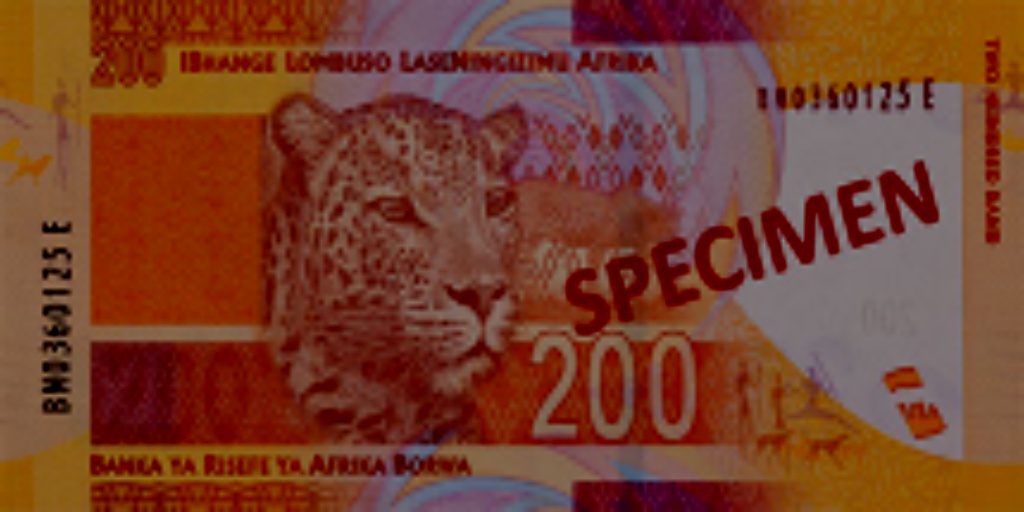 200 IBHANGE LOMBUSO LASENINGIZIMU AFRIKA
BN0360125 E
TWO HUNDRED RAND
SPECIMEN
BN0360125 E
200
200
BANKA YA RISEFE YA AFRIKA BORWA